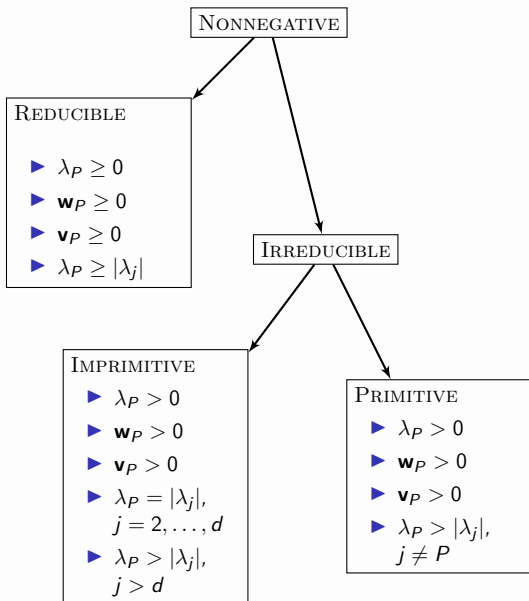 NONNEGATIVE
REDUCIBLE
▶ λ_P ≥ 0
▶ w_P ≥ 0
▶ v_P ≥ 0
▶ λ_P ≥ |λ_j|
IRREDUCIBLE
IMPRIMITIVE
▶ λ_P > 0
▶ w_P > 0
▶ v_P > 0
▶ λ_P = |λ_j|,
j = 2, . . . , d
▶ λ_P > |λ_j|,
j > d
PRIMITIVE
▶ λ_P > 0
▶ w_P > 0
▶ v_P > 0
▶ λ_P > |λ_j|,
j ≠ P